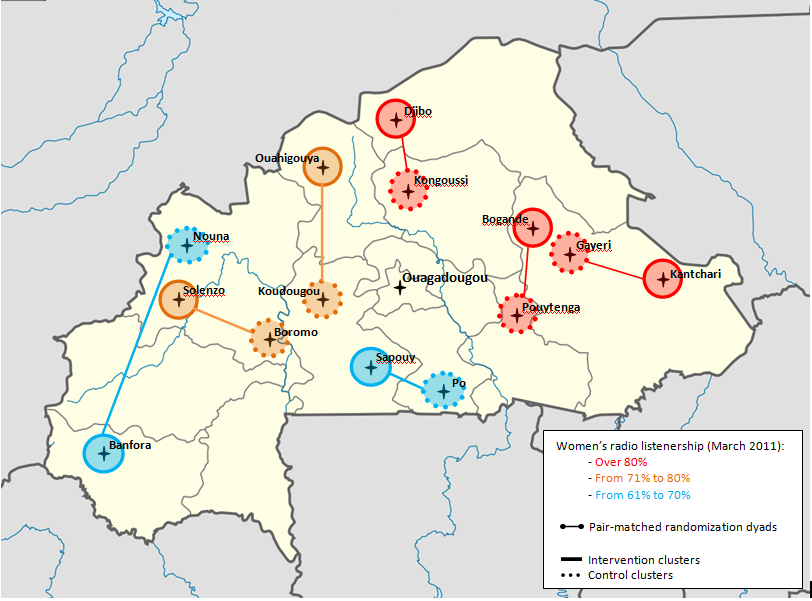 Djibo
Ouahigouya
Kongoussi
Bogande
Nouna
Gayeri
Kantchari
Ouagadougou
Solenzo
Koudougou
Pouytenga
Boromo
Sapouy
Po
Banfora
Women's radio listenership (March 2011):
- Over 80%
- From 71% to 80%
- From 61% to 70%
Pair-matched randomization dyads
Intervention clusters
Control clusters